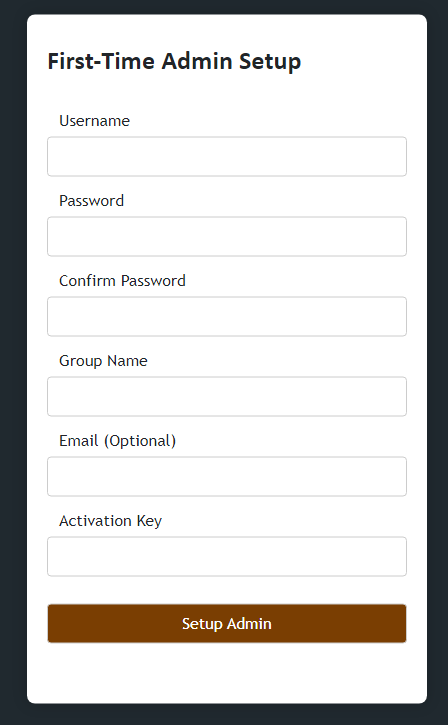 First-Time Admin Setup
Username
Password
Confirm Password
Group Name
Email (Optional)
Activation Key
Setup Admin